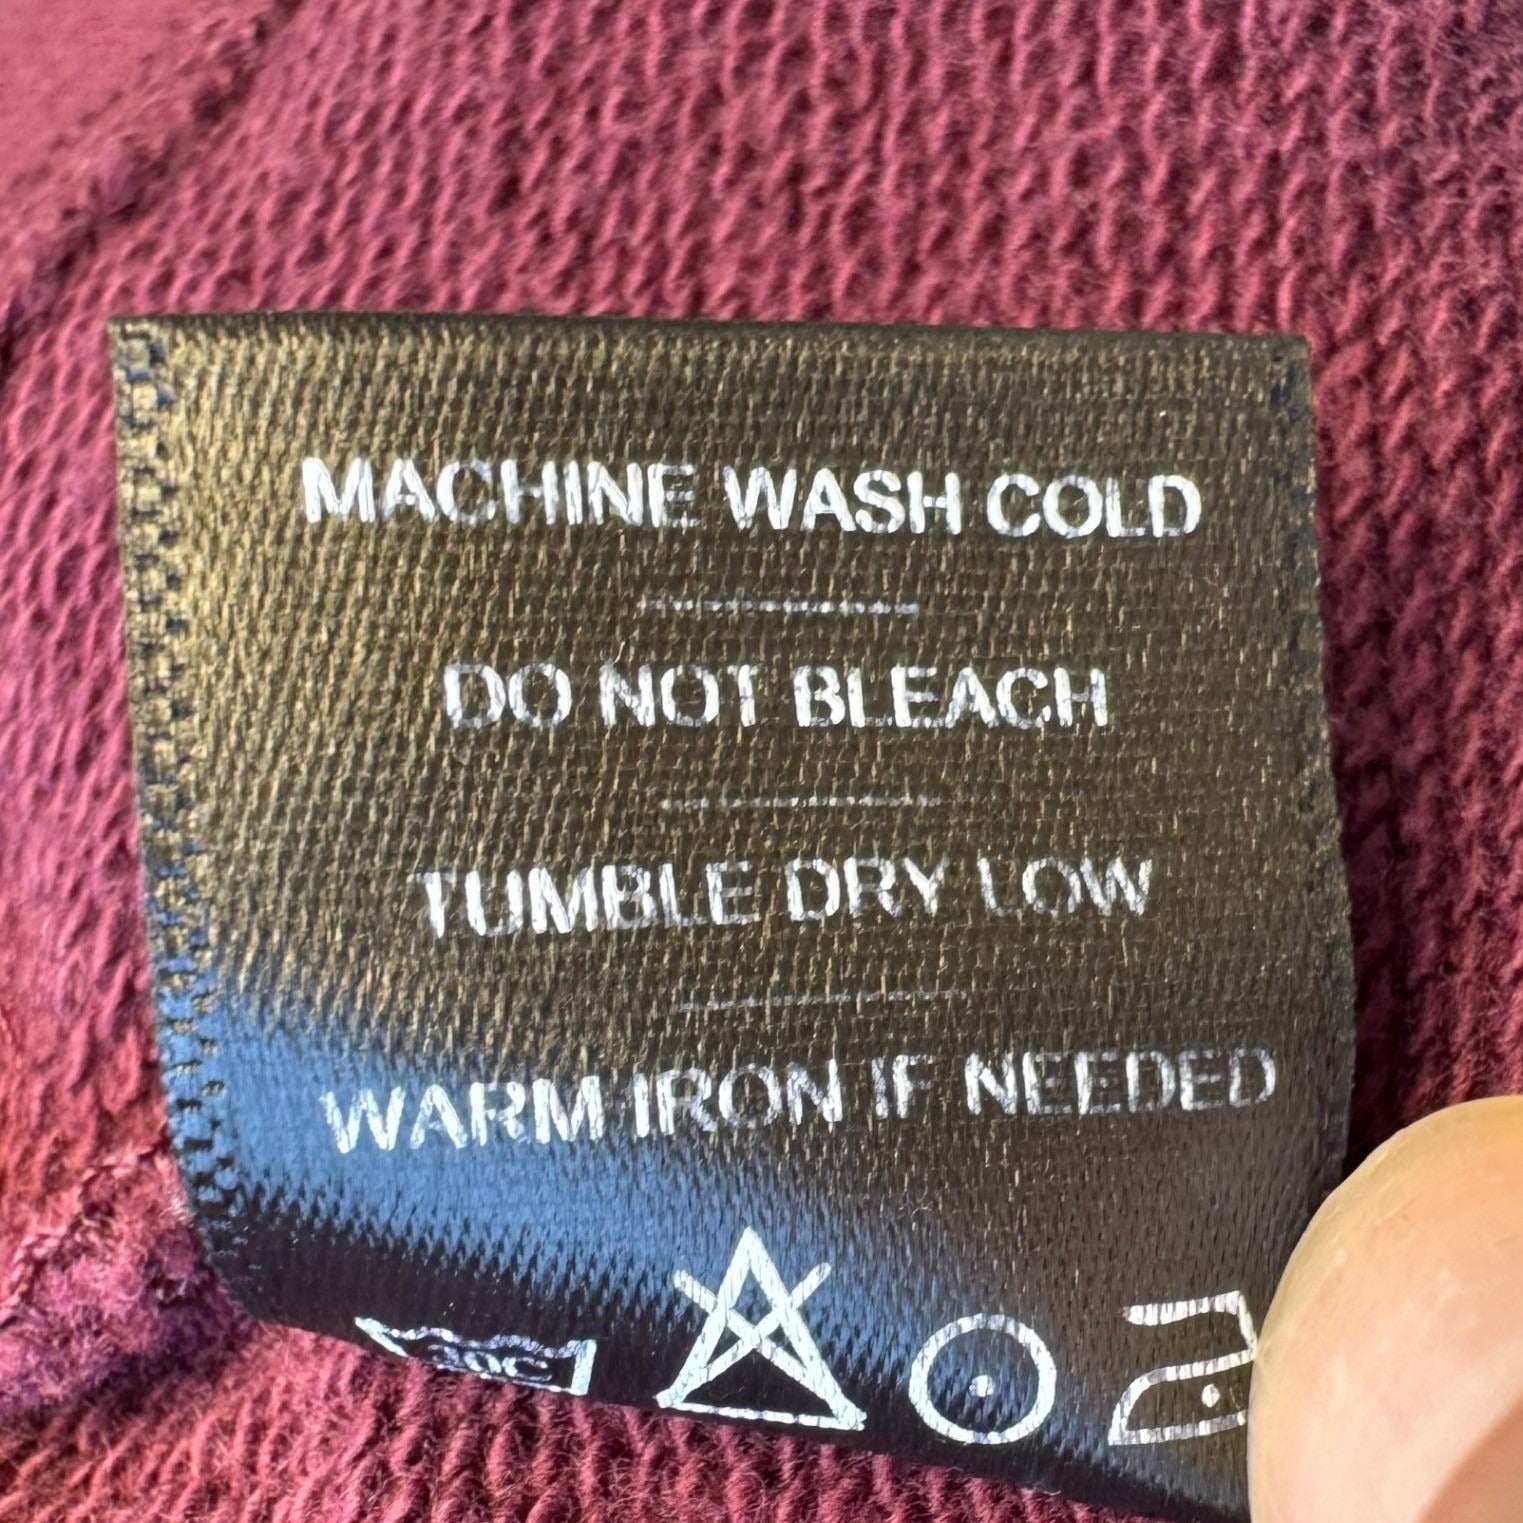 MACHINE WASH COLD
DO NOT BLEACH
TUMBLE DRY LOW
WARM IRON IF NEEDED
30C